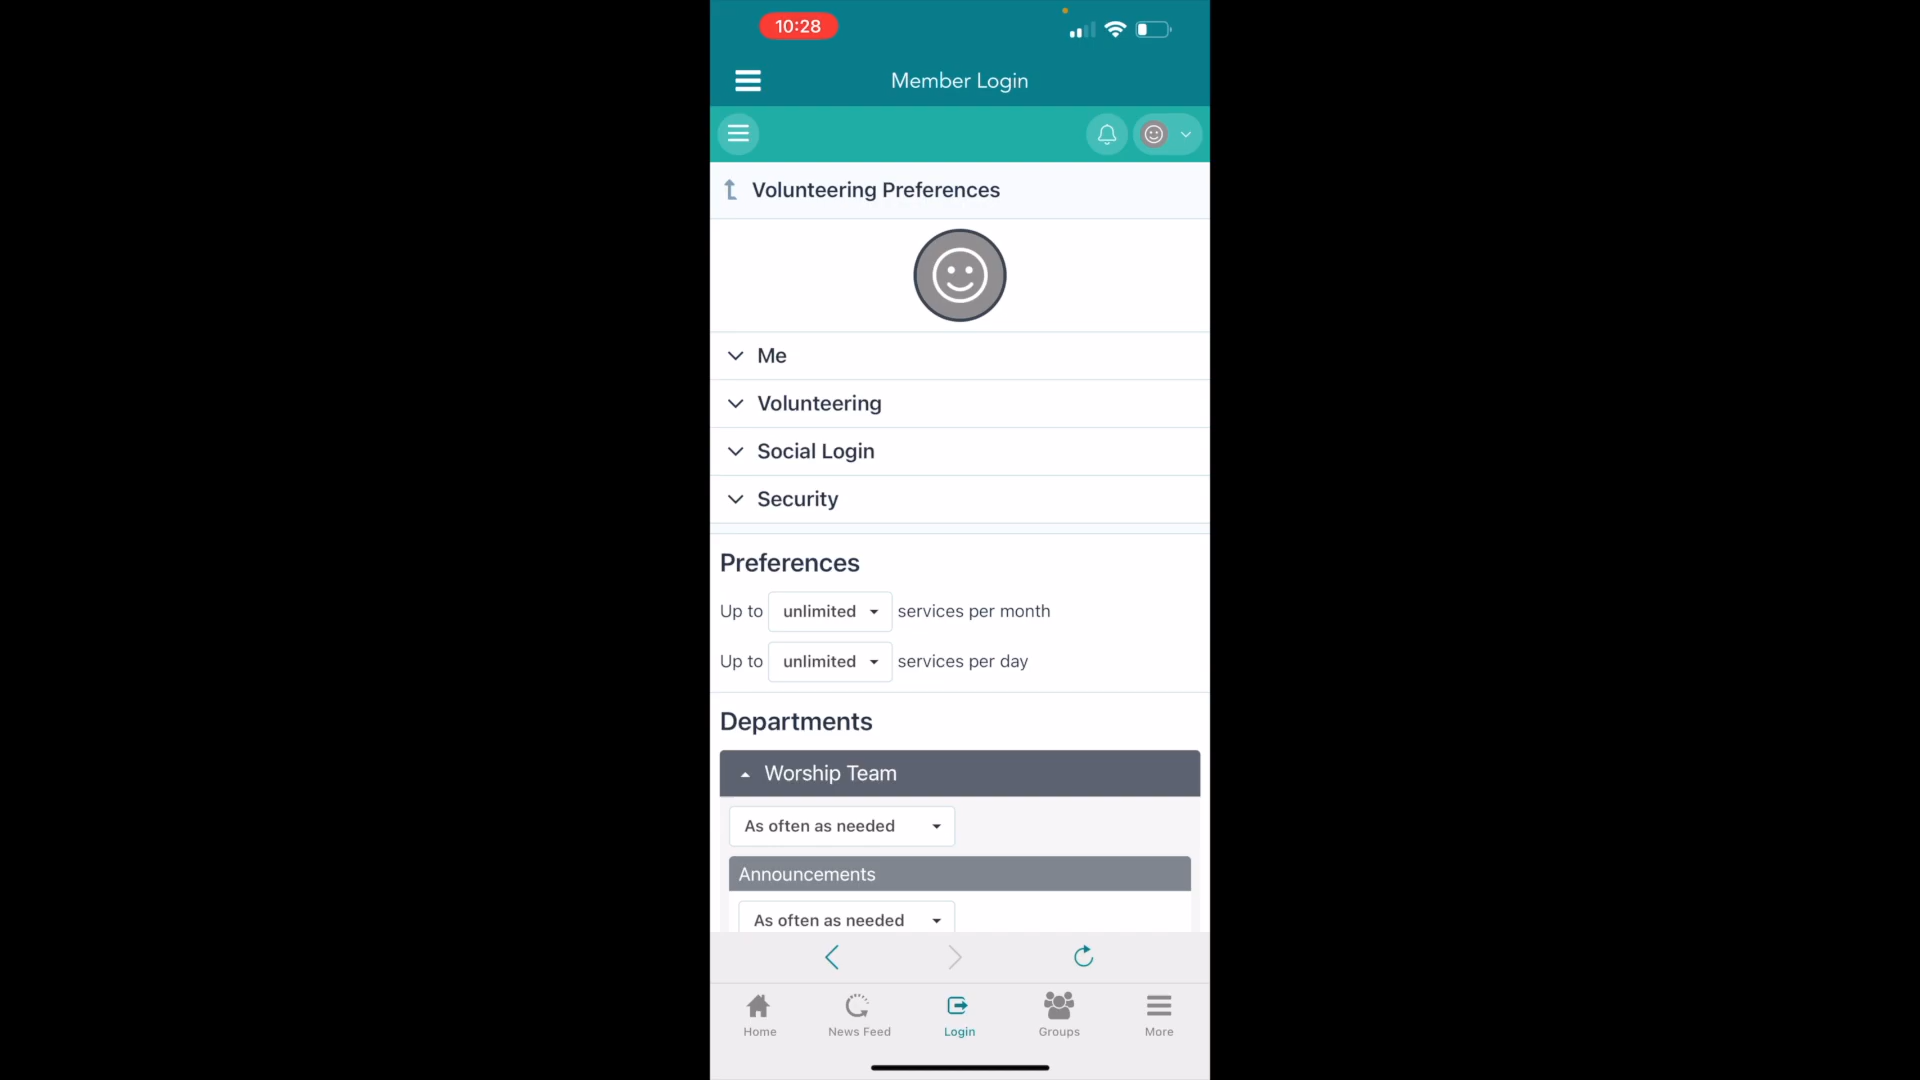 10:28
Member Login
Volunteering Preferences
Me
Volunteering
Social Login
Security
Preferences
Up to unlimited services per month
Up to unlimited services per day
Departments
Worship Team
As often as needed
Announcements
As often as needed
Home News Feed Login Groups More